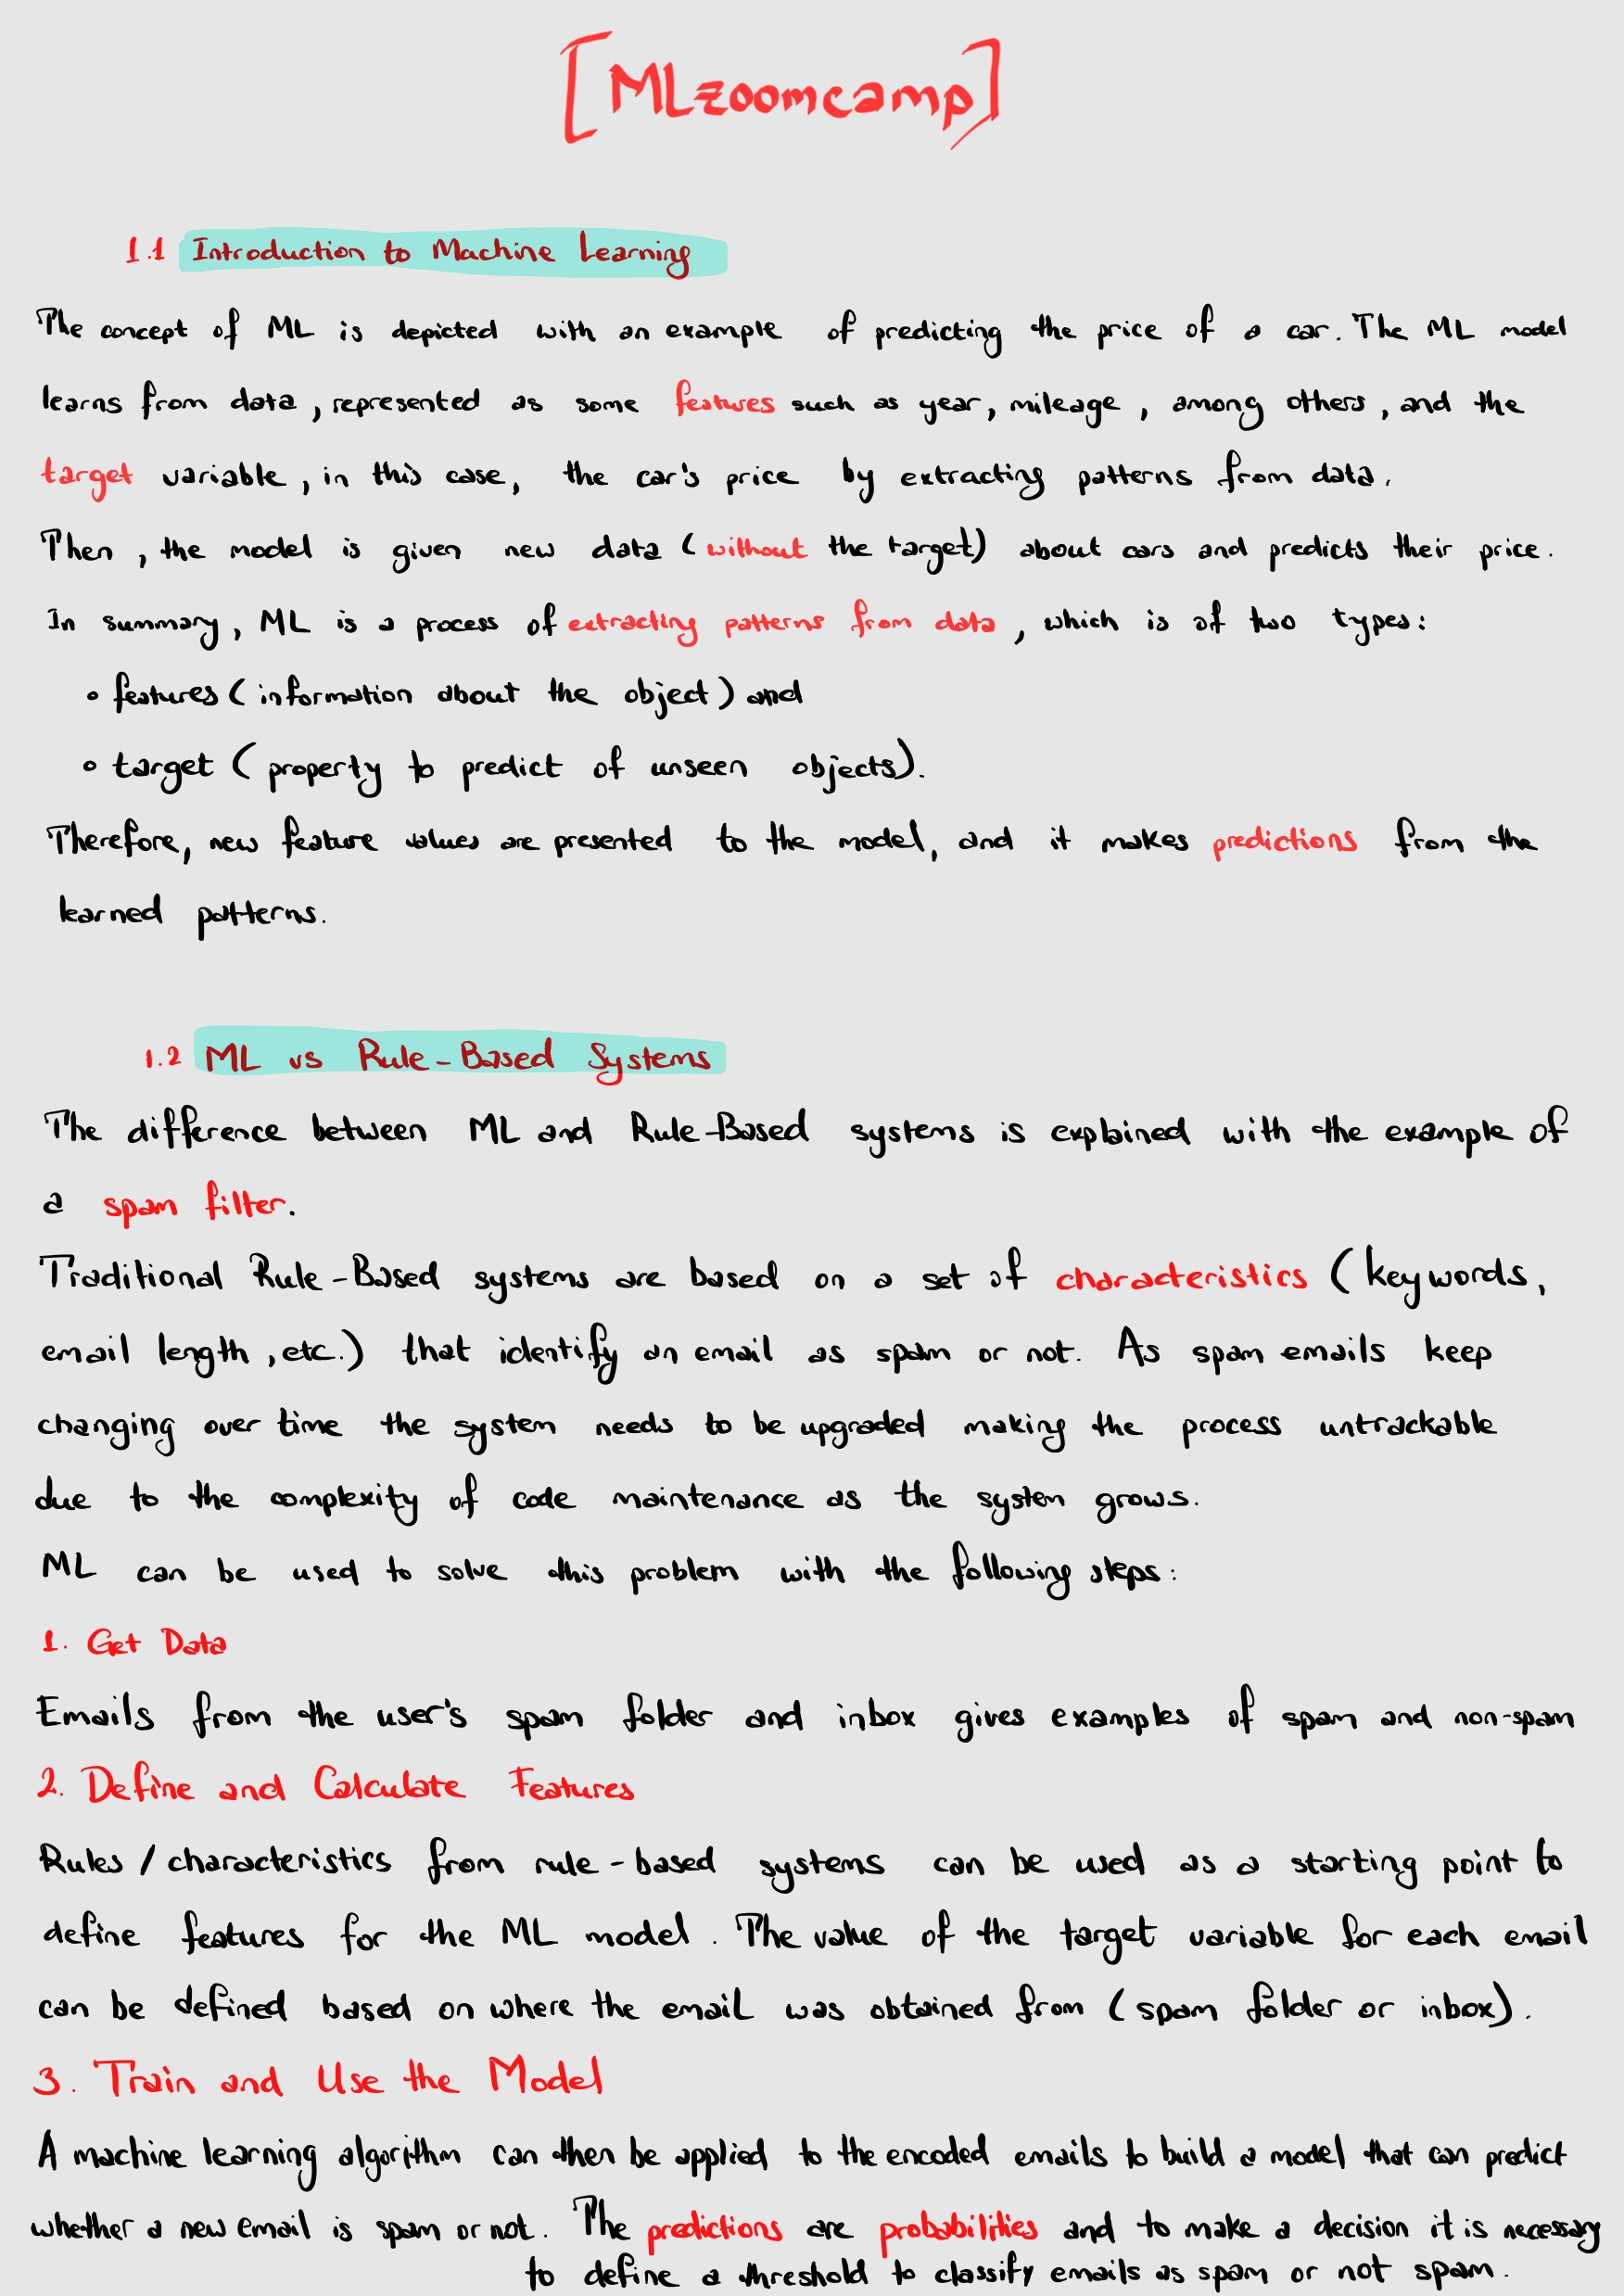 [MLzoomcamp]
1.1 Introduction to Machine Learning
The concept of ML is depicted with an example of predicting the price of a car. The ML model
learns from data, represented as some features such as year, mileage, among others, and the
target variable, in this case, the car's price by extracting patterns from data.
Then, the model is given new data (without the target) about cars and predicts their price.
In summary, ML is a process of extracting patterns from data, which is of two types:
• features (information about the object) and
• target (property to predict of unseen objects).
Therefore, new feature values are presented to the model, and it makes predictions from the
learned patterns.
1.2 ML vs Rule-Based Systems
The difference between ML and Rule-Based systems is explained with the example of
a spam filter.
Traditional Rule-Based systems are based on a set of characteristics (keywords,
email length, etc.) that identify an email as spam or not. As spam emails keep
changing over time the system needs to be upgraded making the process untrackable
due to the complexity of code maintenance as the system grows.
ML can be used to solve this problem with the following steps:
1. Get Data
Emails from the user's spam folder and inbox gives examples of spam and non-spam
2. Define and Calculate Features
Rules / characteristics from rule-based systems can be used as a starting point to
define features for the ML model. The value of the target variable for each email
can be defined based on where the email was obtained from (spam folder or inbox).
3. Train and Use the Model
A machine learning algorithm can then be applied to the encoded emails to build a model that can predict
whether a new email is spam or not. The predictions are probabilities and to make a decision it is necessary
to define a threshold to classify emails as spam or not spam.